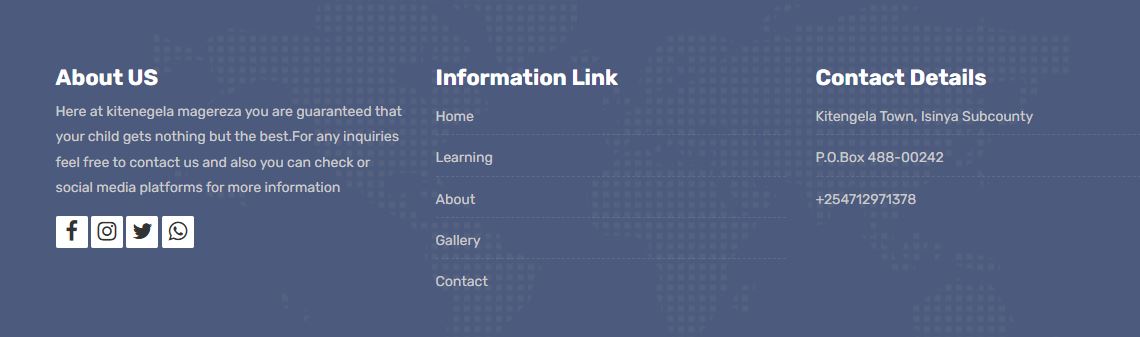 About US
Here at kitenegela magereza you are guaranteed that
your child gets nothing but the best.For any inquiries
feel free to contact us and also you can check or
social media platforms for more information
Information Link
Home
Learning
About
Gallery
Contact
Contact Details
Kitengela Town, Isinya Subcounty
P.O.Box 488-00242
+254712971378